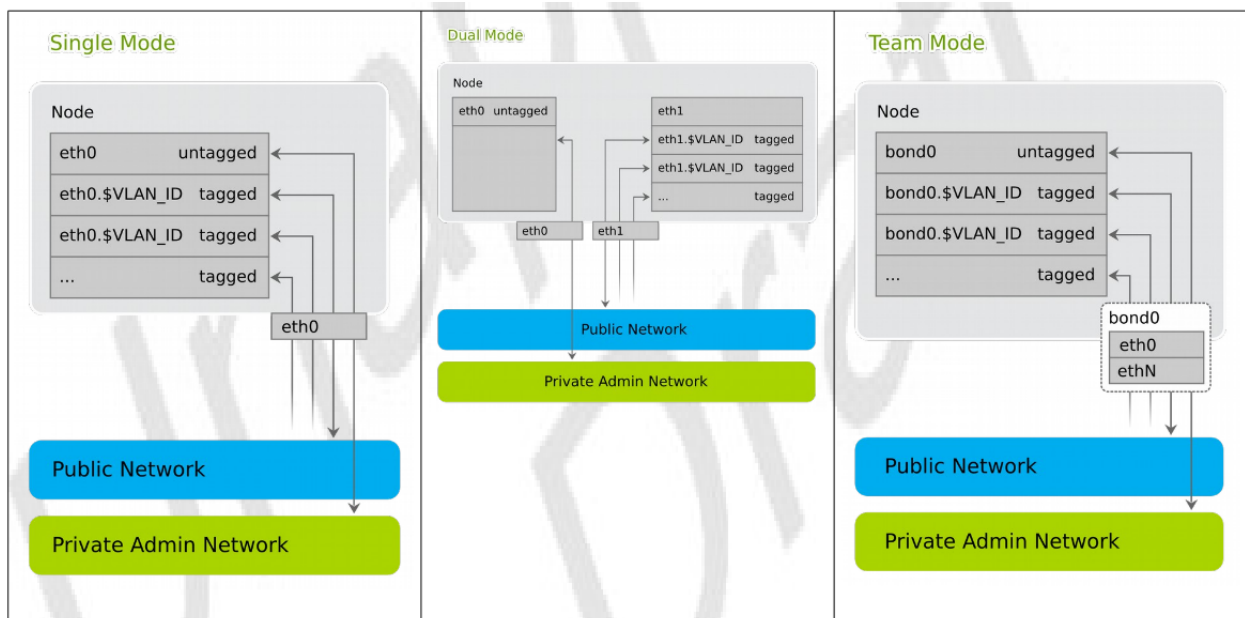 Single Mode
Node
eth0 untagged
eth0.$VLAN_ID tagged
eth0.$VLAN_ID tagged
... tagged
eth0
Public Network
Private Admin Network
Dual Mode
Node
eth0 untagged
eth1
eth1.$VLAN_ID tagged
eth1.$VLAN_ID tagged
... tagged
eth0
eth1
Public Network
Private Admin Network
Team Mode
Node
bond0 untagged
bond0.$VLAN_ID tagged
bond0.$VLAN_ID tagged
... tagged
bond0
eth0
ethN
Public Network
Private Admin Network